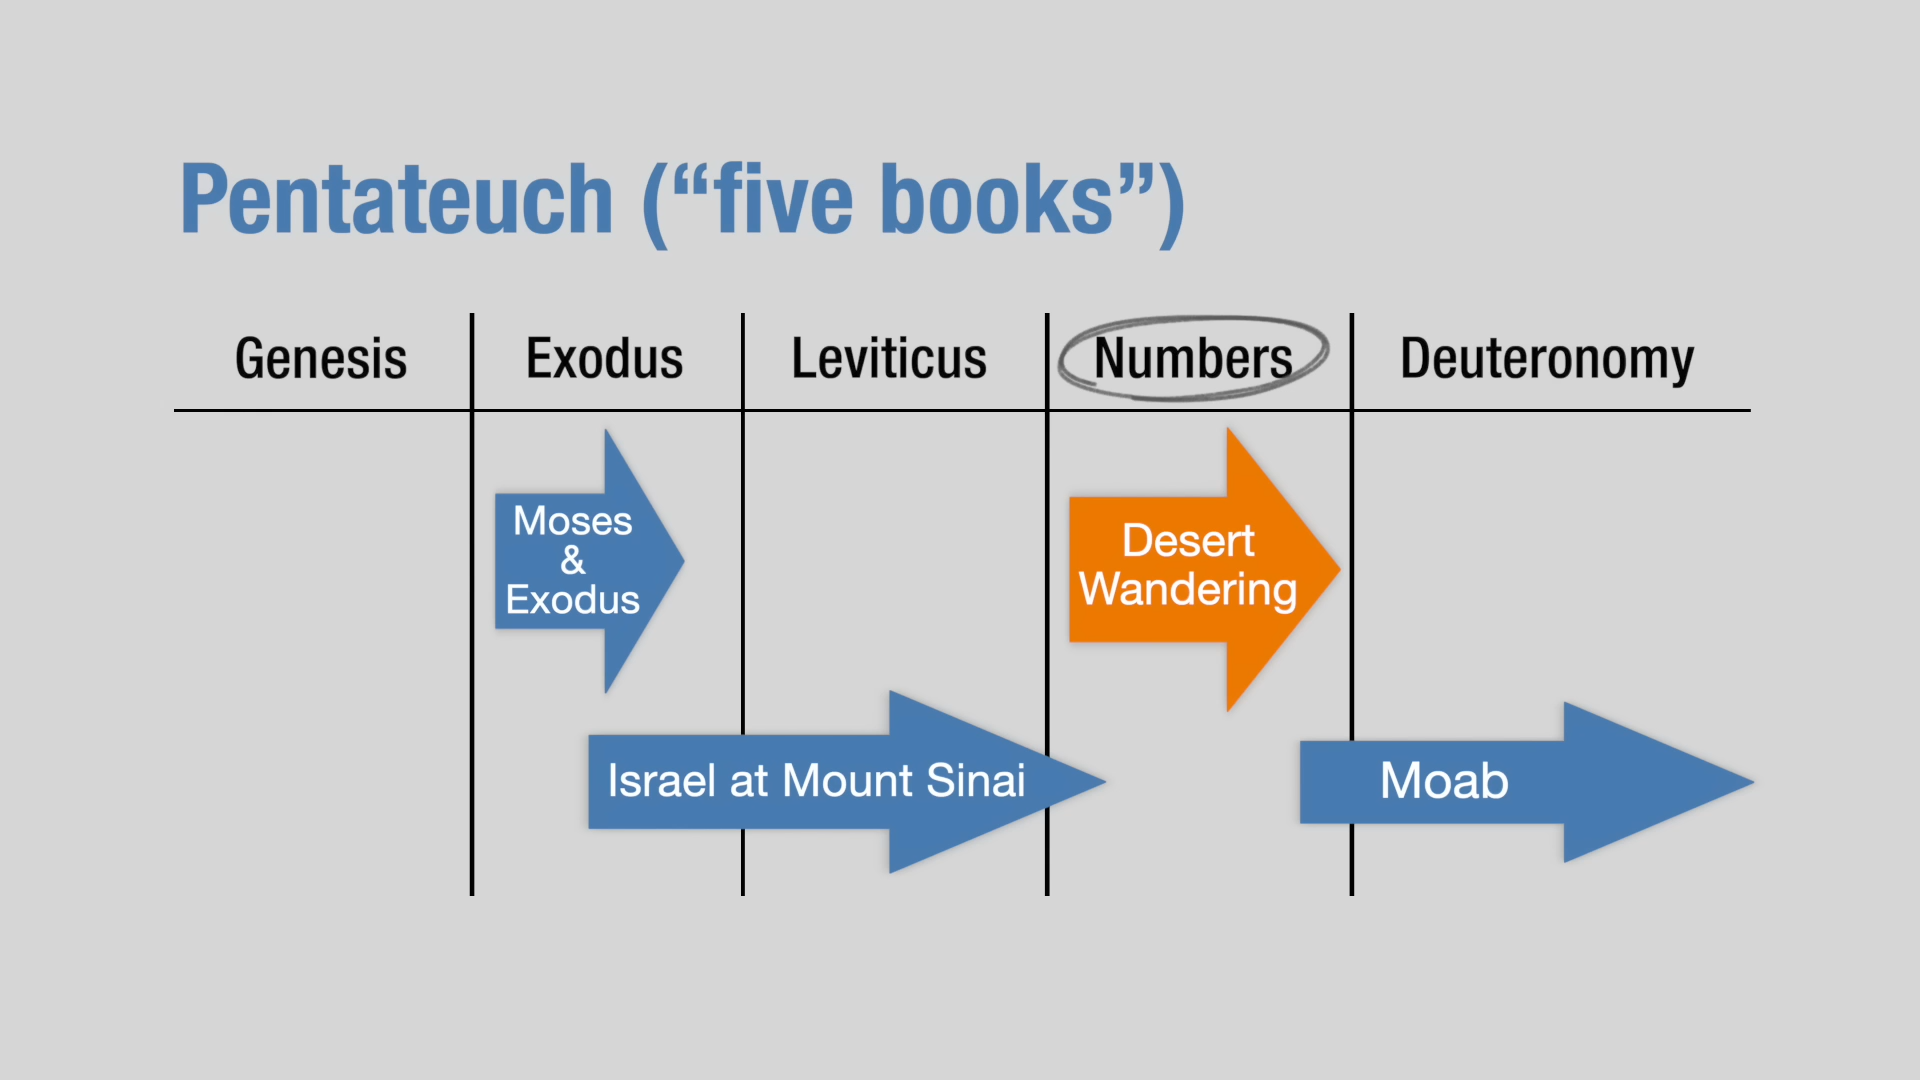 Pentateuch (“five books”)
Genesis
Exodus
Leviticus
Numbers
Deuteronomy
Moses
&
Exodus
Desert
Wandering
Israel at Mount Sinai
Moab